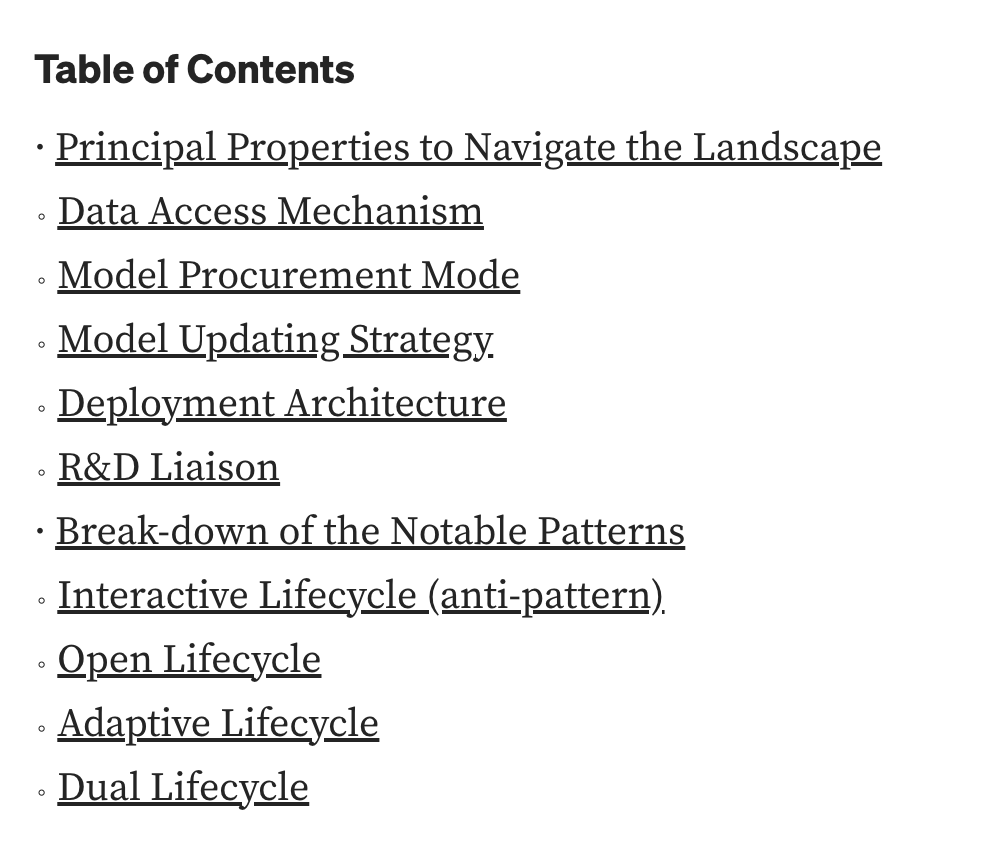 Table of Contents
· Principal Properties to Navigate the Landscape
◦ Data Access Mechanism
◦ Model Procurement Mode
◦ Model Updating Strategy
◦ Deployment Architecture
◦ R&D Liaison
· Break-down of the Notable Patterns
◦ Interactive Lifecycle (anti-pattern)
◦ Open Lifecycle
◦ Adaptive Lifecycle
◦ Dual Lifecycle